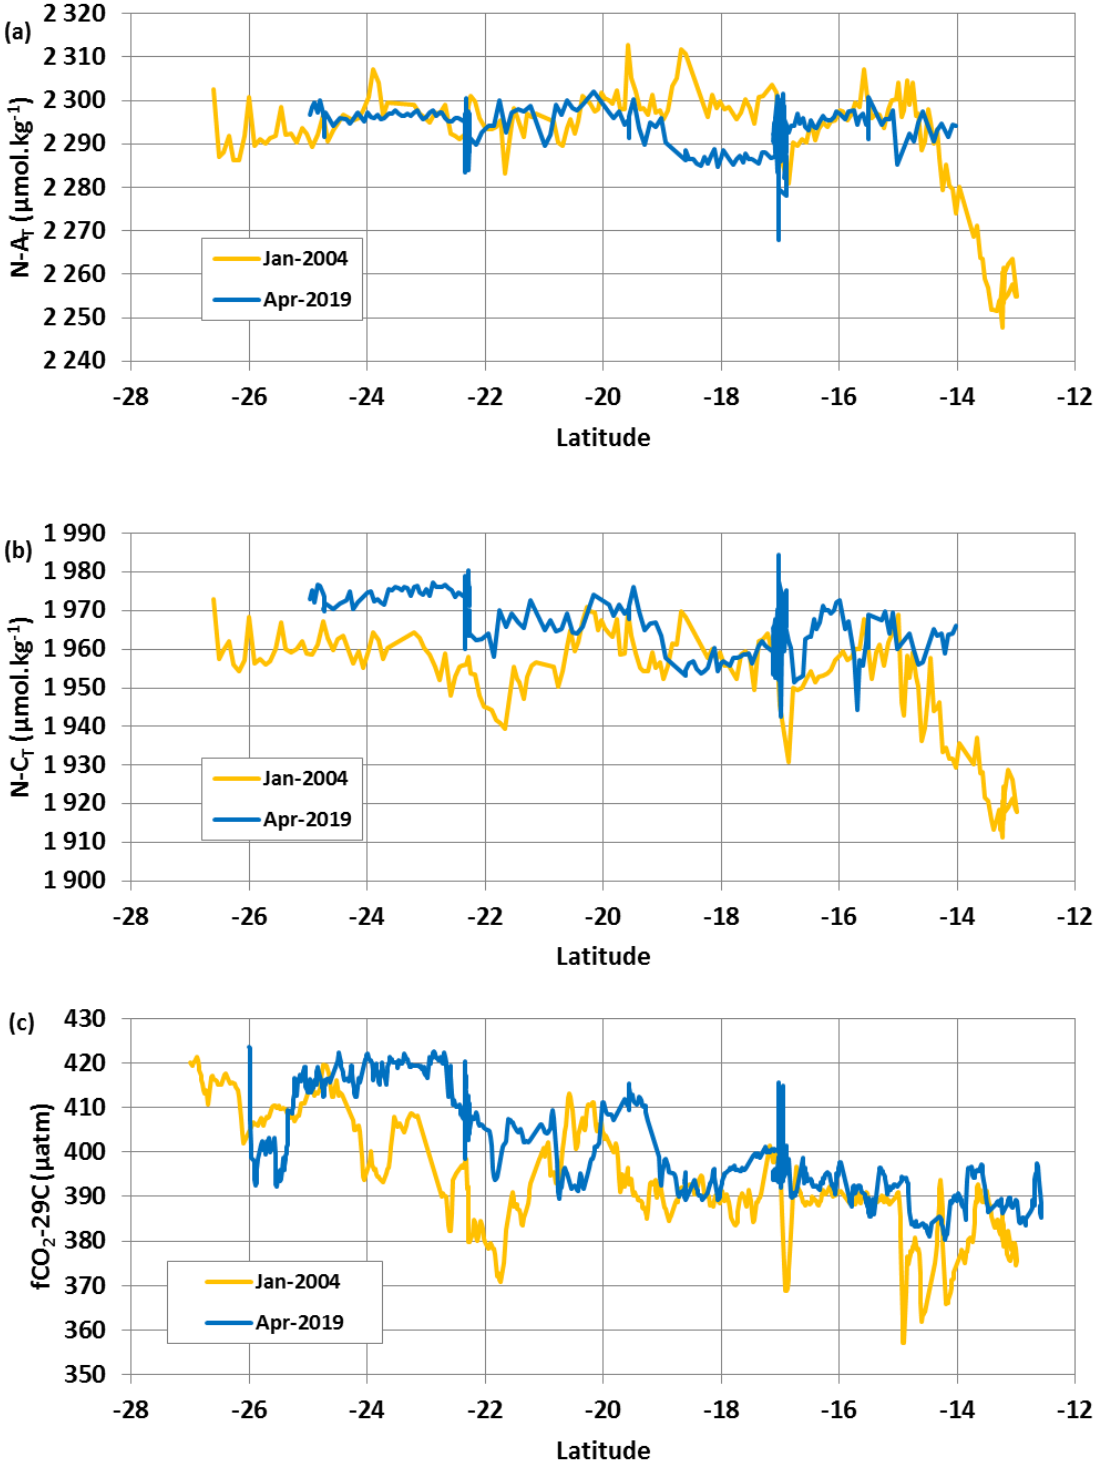 (a)
2 320
2 310
2 300
2 290
2 280
2 270
2 260
2 250
2 240
N-A_T (µmol.kg⁻¹)
Jan-2004
Apr-2019
-28 -26 -24 -22 -20 -18 -16 -14 -12
Latitude
(b)
1 990
1 980
1 970
1 960
1 950
1 940
1 930
1 920
1 910
1 900
N-C_T (µmol.kg⁻¹)
Jan-2004
Apr-2019
-28 -26 -24 -22 -20 -18 -16 -14 -12
Latitude
(c)
430
420
410
400
390
380
370
360
350
fCO₂-29C (µatm)
Jan-2004
Apr-2019
-28 -26 -24 -22 -20 -18 -16 -14 -12
Latitude